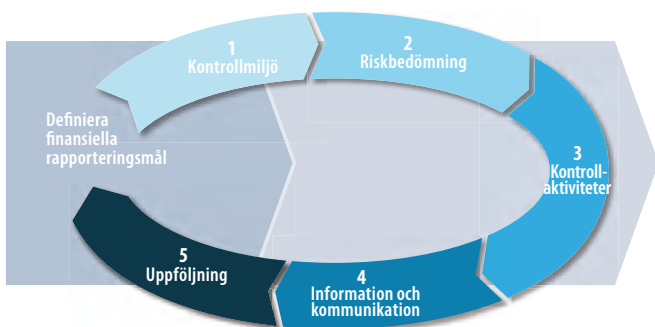 1
Kontrollmiljö
2
Riskbedömning
Definiera
finansiella
rapporteringsmål
3
Kontroll-
aktiviteter
4
Information och
kommunikation
5
Uppföljning